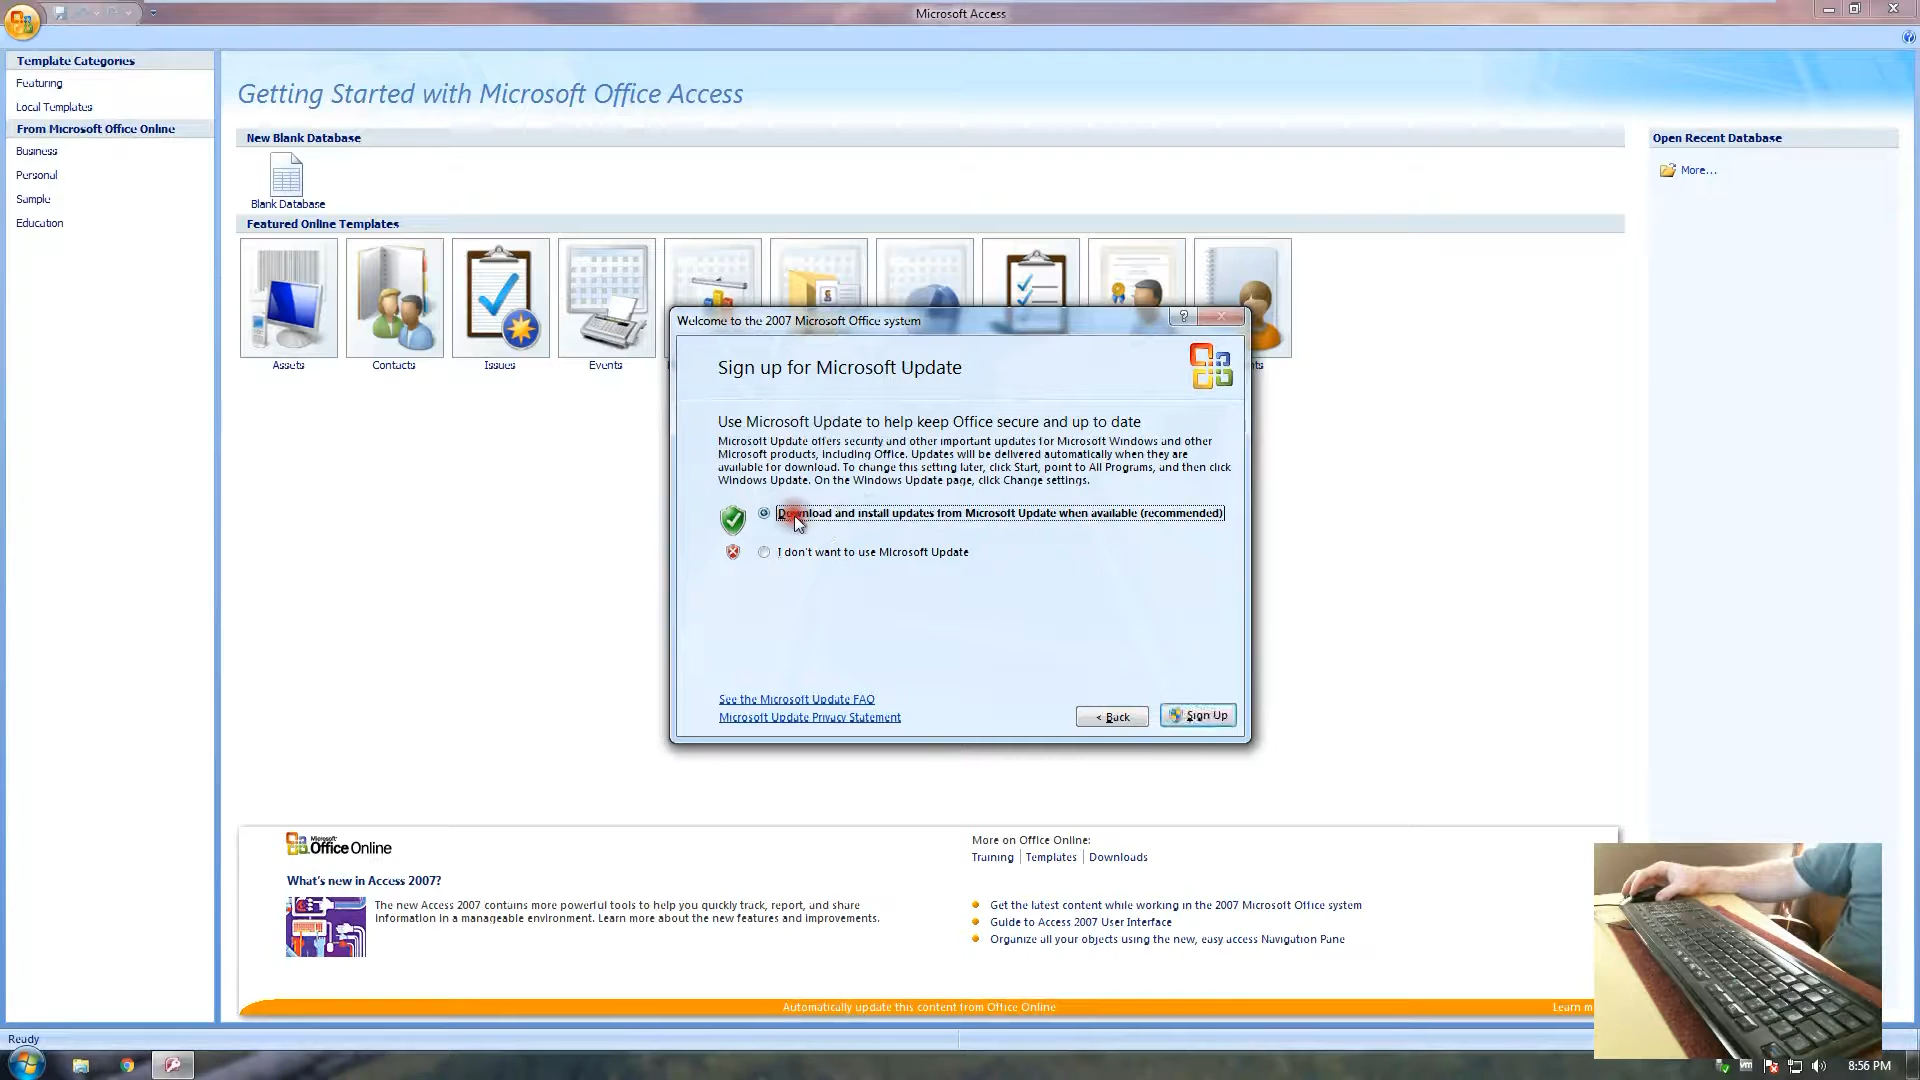 Microsoft Access
Template Categories
Featuring
Local Templates
From Microsoft Office Online
Business
Personal
Sample
Education
Getting Started with Microsoft Office Access
New Blank Database
Blank Database
Featured Online Templates
Assets
Contacts
Issues
Events
Open Recent Database
More...
Welcome to the 2007 Microsoft Office system
Sign up for Microsoft Update
Use Microsoft Update to help keep Office secure and up to date
Microsoft Update offers security and other important updates for Microsoft Windows and other
Microsoft products, including Office. Updates will be delivered automatically when they are
available for download. To change this setting later, click Start, point to All Programs, and then click
Windows Update. On the Windows Update page, click Change settings.
Download and install updates from Microsoft Update when available (recommended)
I don't want to use Microsoft Update
See the Microsoft Update FAQ
Microsoft Update Privacy Statement
< Back
Sign Up
Microsoft
Office Online
What's new in Access 2007?
The new Access 2007 contains more powerful tools to help you quickly track, report, and share
information in a manageable environment. Learn more about the new features and improvements.
More on Office Online:
Training | Templates | Downloads
Get the latest content while working in the 2007 Microsoft Office system
Guide to Access 2007 User Interface
Organize all your objects using the new, easy access Navigation Pane
Automatically update this content from Office Online
Learn m
Ready
8:56 PM